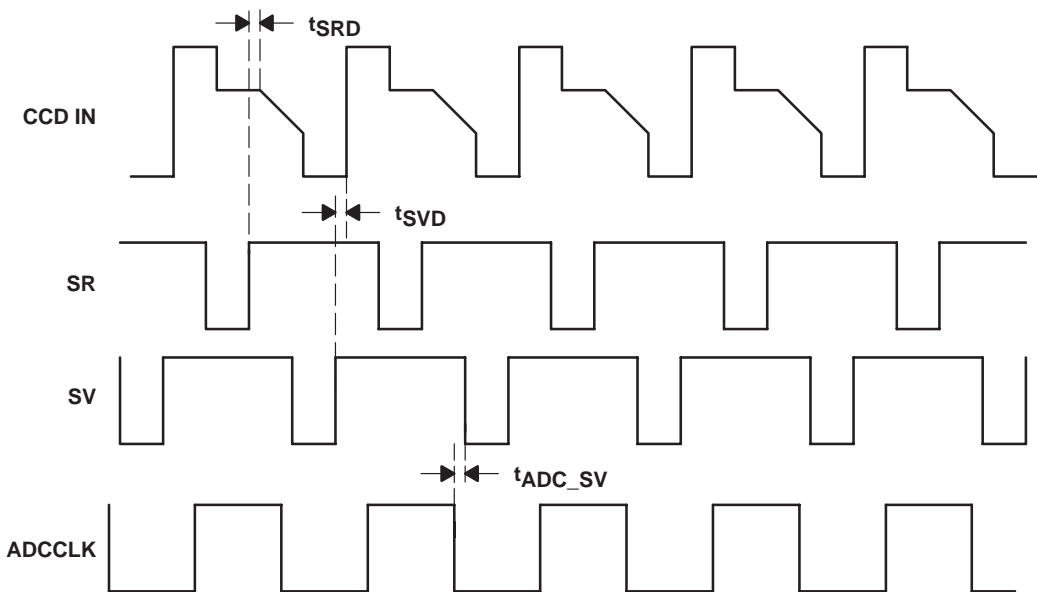 tSRD
CCD IN
tSVD
SR
SV
tADC_SV
ADCCLK